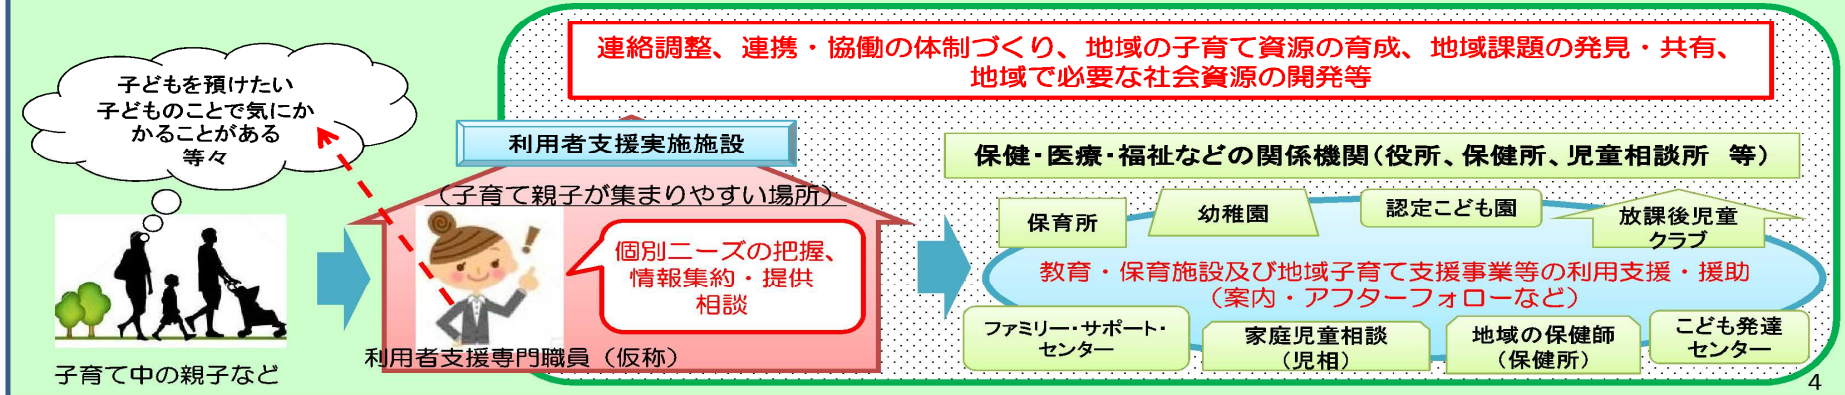 連絡調整、連携・協働の体制づくり、地域の子育て資源の育成、地域課題の発見・共有、
地域で必要な社会資源の開発等
子どもを預けたい
子どものことで気にか
かることがある
等々
利用者支援実施施設
(子育て親子が集まりやすい場所)
個別ニーズの把握、
情報集約・提供
相談
利用者支援専門職員(仮称)
子育て中の親子など
保健・医療・福祉などの関係機関(役所、保健所、児童相談所 等)
保育所
幼稚園
認定こども園
放課後児童
クラブ
教育・保育施設及び地域子育て支援事業等の利用支援・援助
(案内・アフターフォローなど)
ファミリー・サポート・
センター
家庭児童相談
(児相)
地域の保健師
(保健所)
こども発達
センター
4